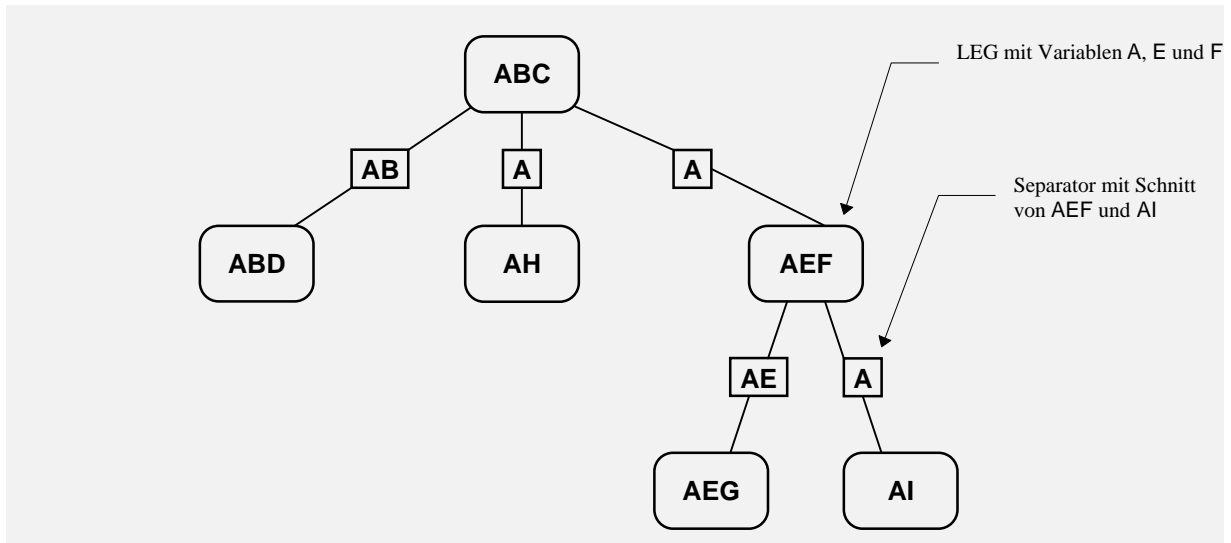 ABC
LEG mit Variablen A, E und F
AB
A
A
Separator mit Schnitt
von AEF und AI
ABD
AH
AEF
AE
A
AEG
AI